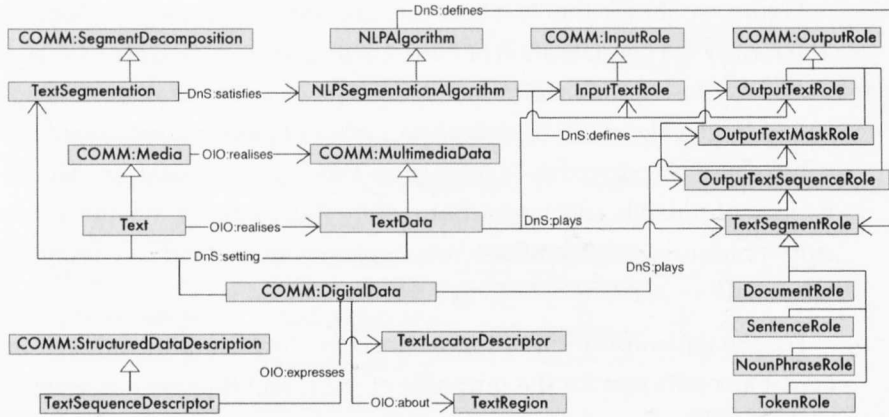 DnS:defines
COMM:SegmentDecomposition
NLPAlgorithm
COMM:InputRole
COMM:OutputRole
TextSegmentation
DnS:satisfies
NLPSegmentationAlgorithm
InputTextRole
OutputTextRole
DnS:defines
OutputTextMaskRole
COMM:Media
OIO:realises
COMM:MultimediaData
OutputTextSequenceRole
Text
OIO:realises
TextData
DnS:plays
TextSegmentRole
DnS:setting
DnS:plays
COMM:DigitalData
DocumentRole
SentenceRole
COMM:StructuredDataDescription
TextLocatorDescriptor
NounPhraseRole
OIO:expresses
TextSequenceDescriptor
OIO:about
TextRegion
TokenRole